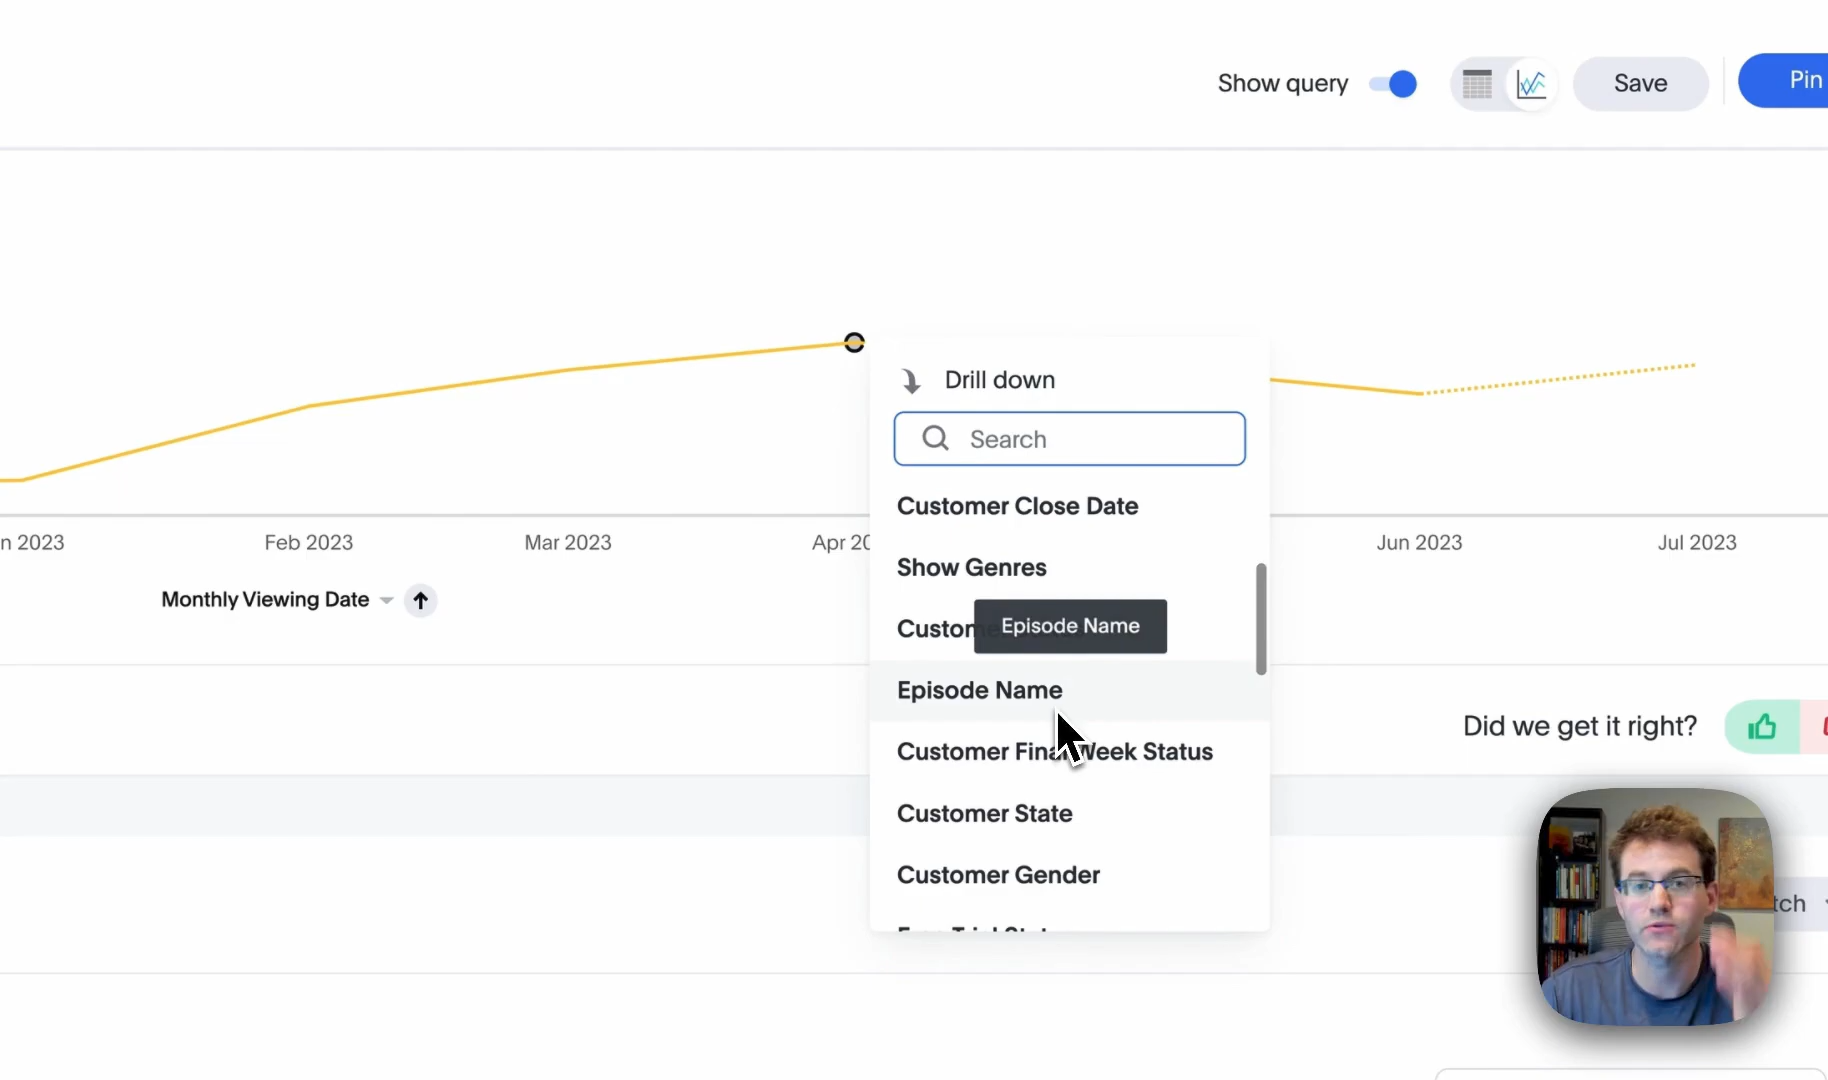 Show query
Save
Pin
Drill down
Search
Customer Close Date
Show Genres
Episode Name
Episode Name
Customer Final Week Status
Customer State
Customer Gender
n 2023
Feb 2023
Mar 2023
Apr 20
Jun 2023
Jul 2023
Monthly Viewing Date
Did we get it right?
tch